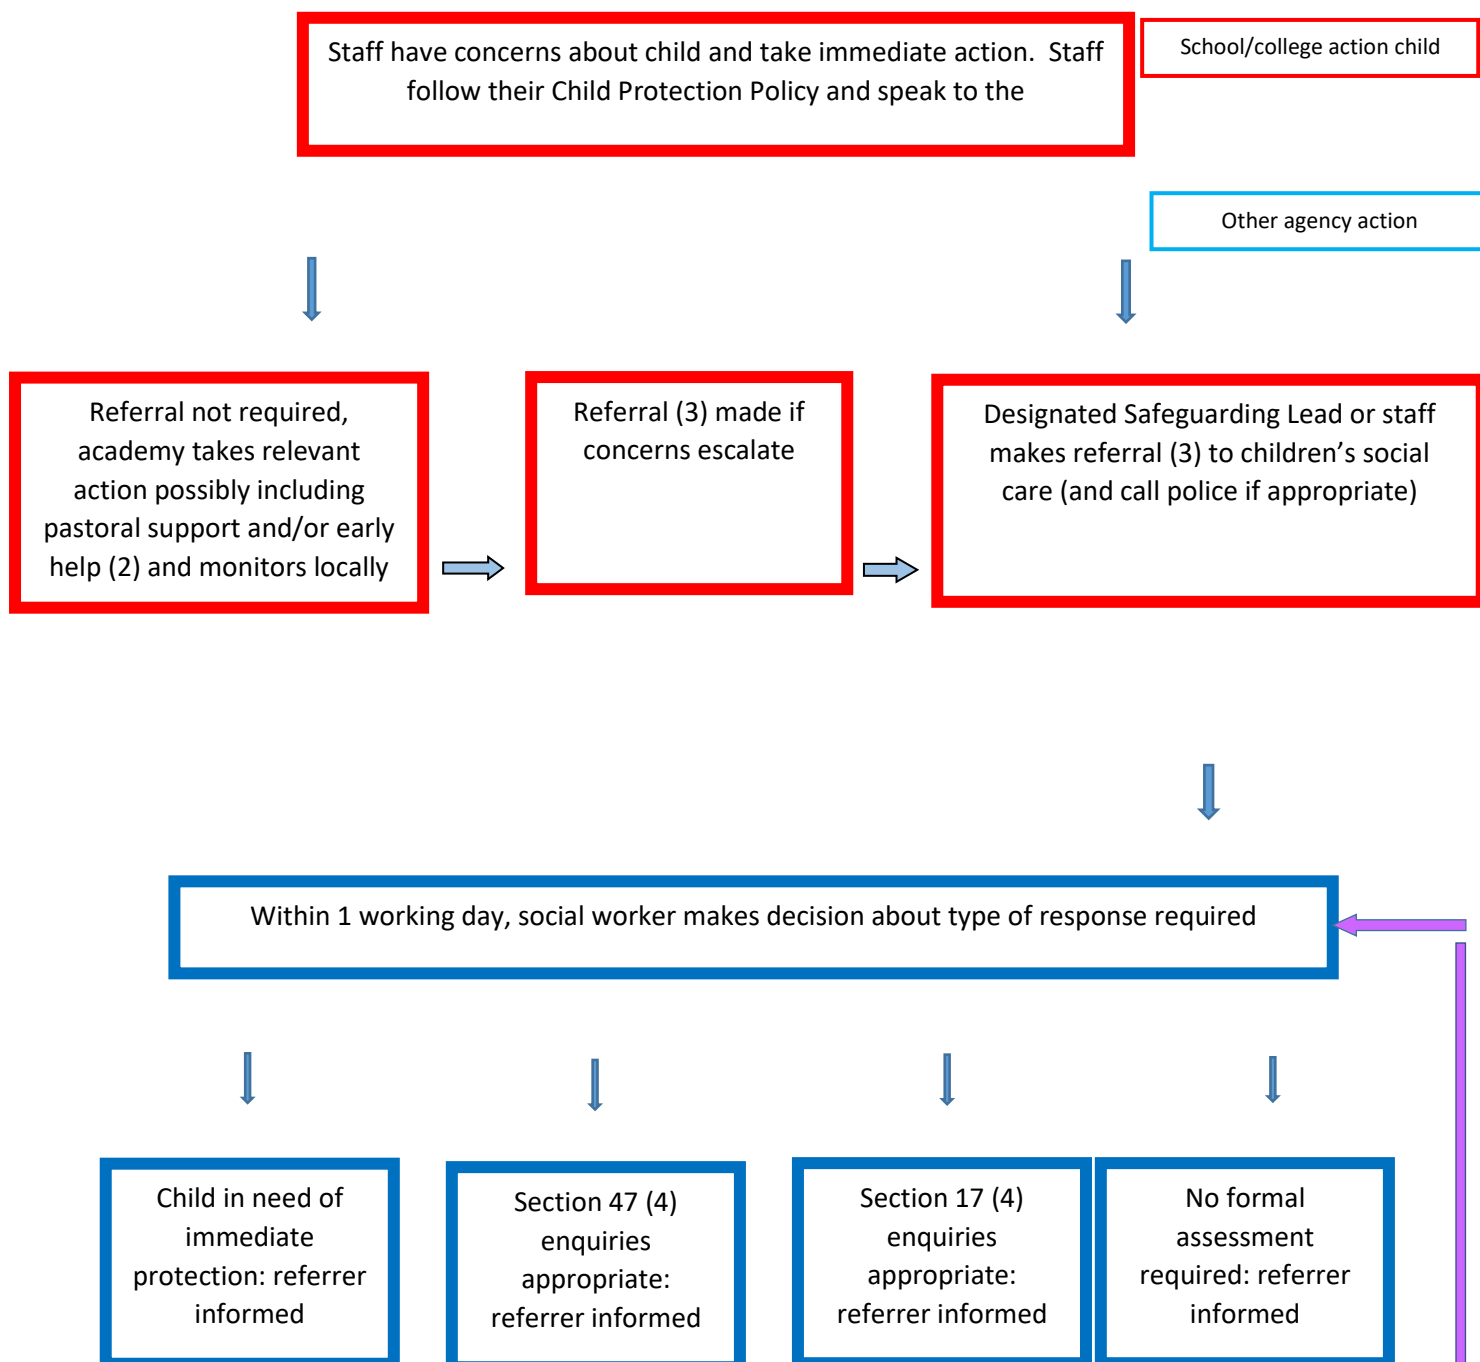 Staff have concerns about child and take immediate action.  Staff
follow their Child Protection Policy and speak to the
School/college action child
Other agency action
Referral not required,
academy takes relevant
action possibly including
pastoral support and/or early
help (2) and monitors locally
Referral (3) made if
concerns escalate
Designated Safeguarding Lead or staff
makes referral (3) to children’s social
care (and call police if appropriate)
Within 1 working day, social worker makes decision about type of response required
Child in need of
immediate
protection: referrer
informed
Section 47 (4)
enquiries
appropriate:
referrer informed
Section 17 (4)
enquiries
appropriate:
referrer informed
No formal
assessment
required: referrer
informed